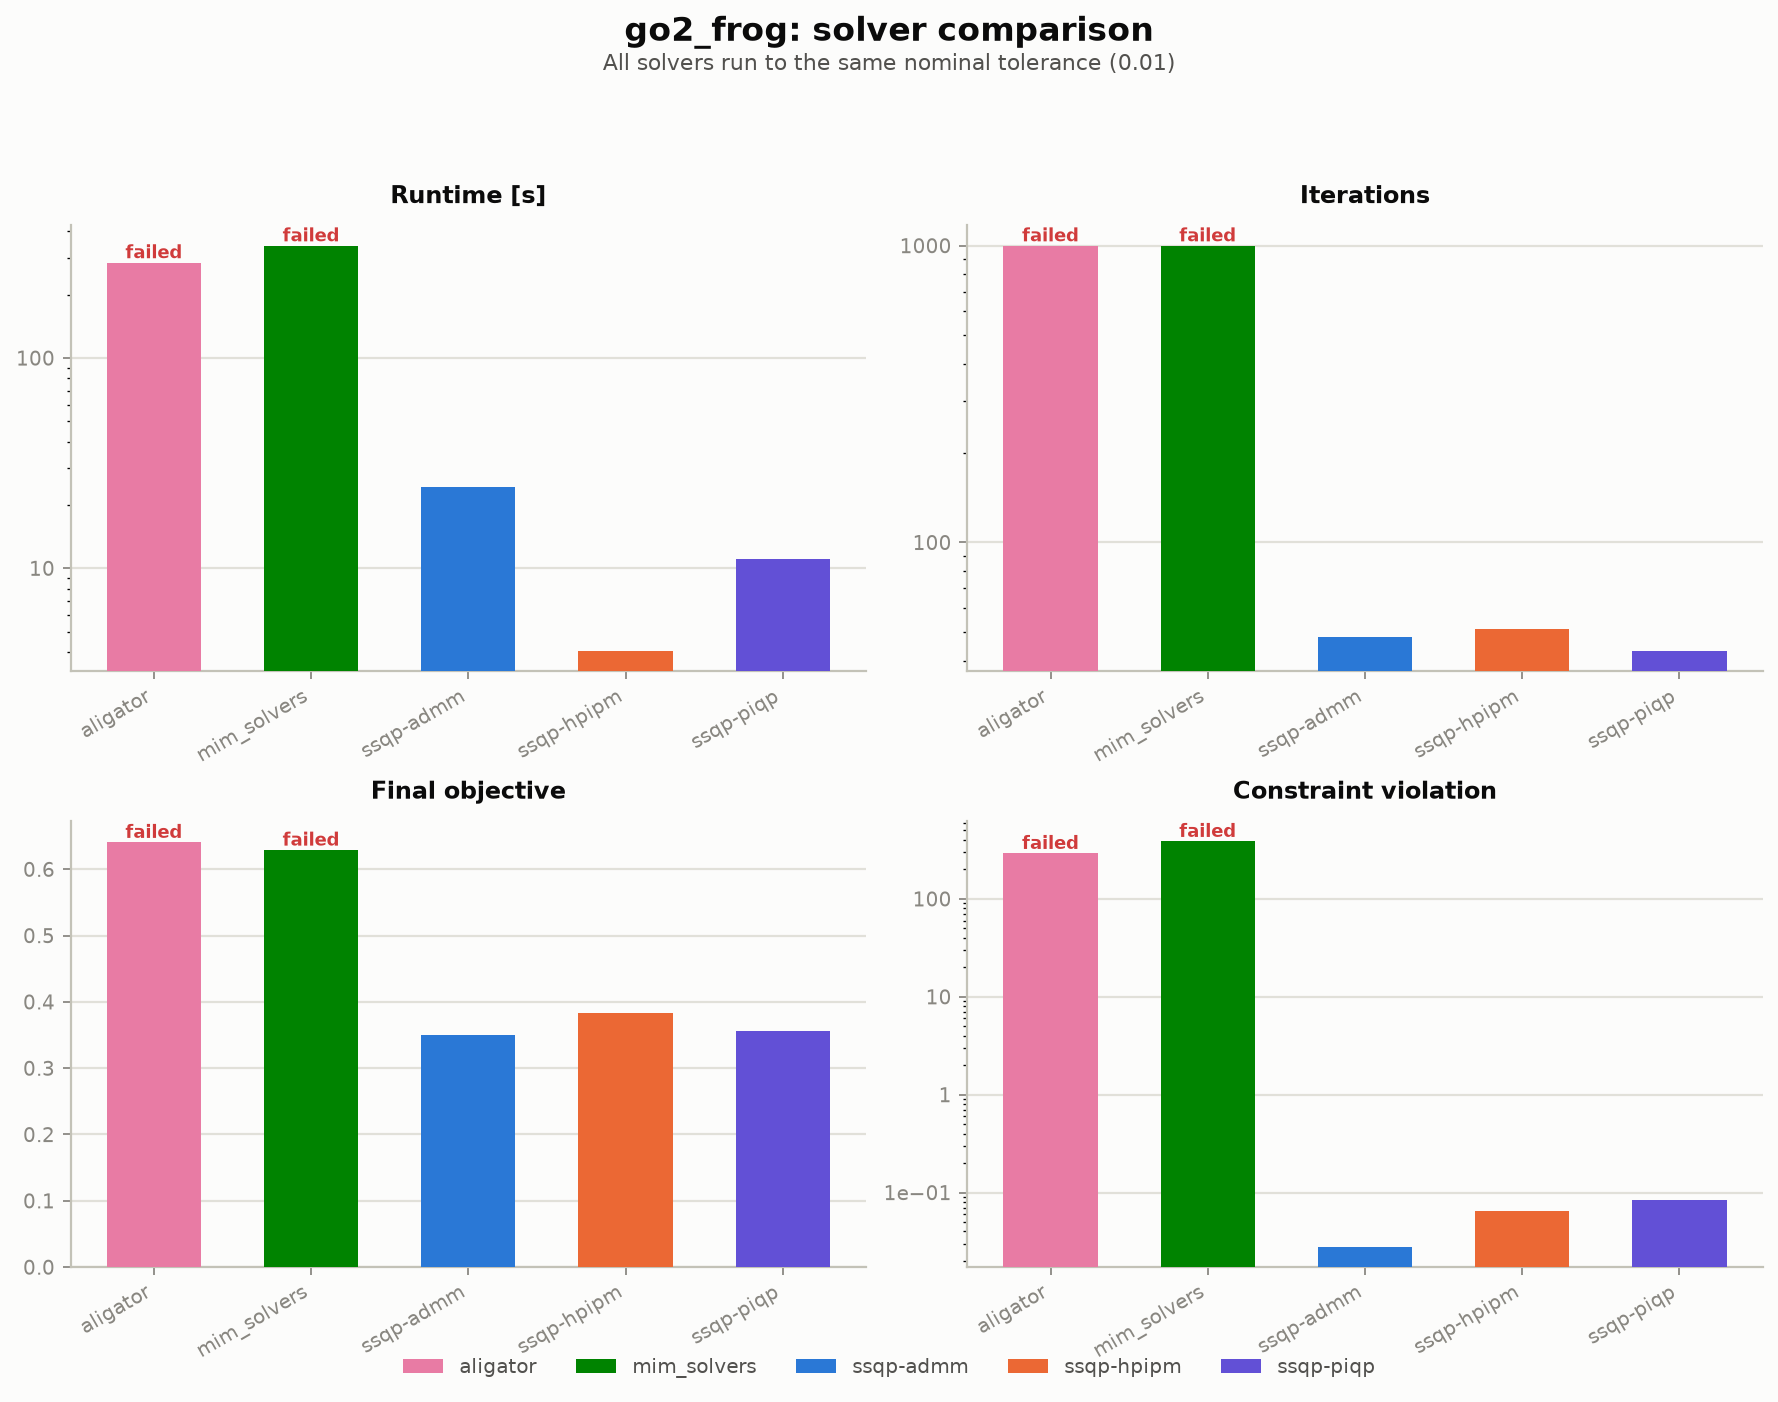 go2_frog: solver comparison
All solvers run to the same nominal tolerance (0.01)
Runtime [s]
failed
failed
100
10
aligator
mim_solvers
ssqp-admm
ssqp-hpipm
ssqp-piqp
Iterations
failed
failed
1000
100
aligator
mim_solvers
ssqp-admm
ssqp-hpipm
ssqp-piqp
Final objective
failed
failed
0.6
0.5
0.4
0.3
0.2
0.1
0.0
aligator
mim_solvers
ssqp-admm
ssqp-hpipm
ssqp-piqp
Constraint violation
failed
failed
100
10
1
1e−01
aligator
mim_solvers
ssqp-admm
ssqp-hpipm
ssqp-piqp
aligator mim_solvers ssqp-admm ssqp-hpipm ssqp-piqp